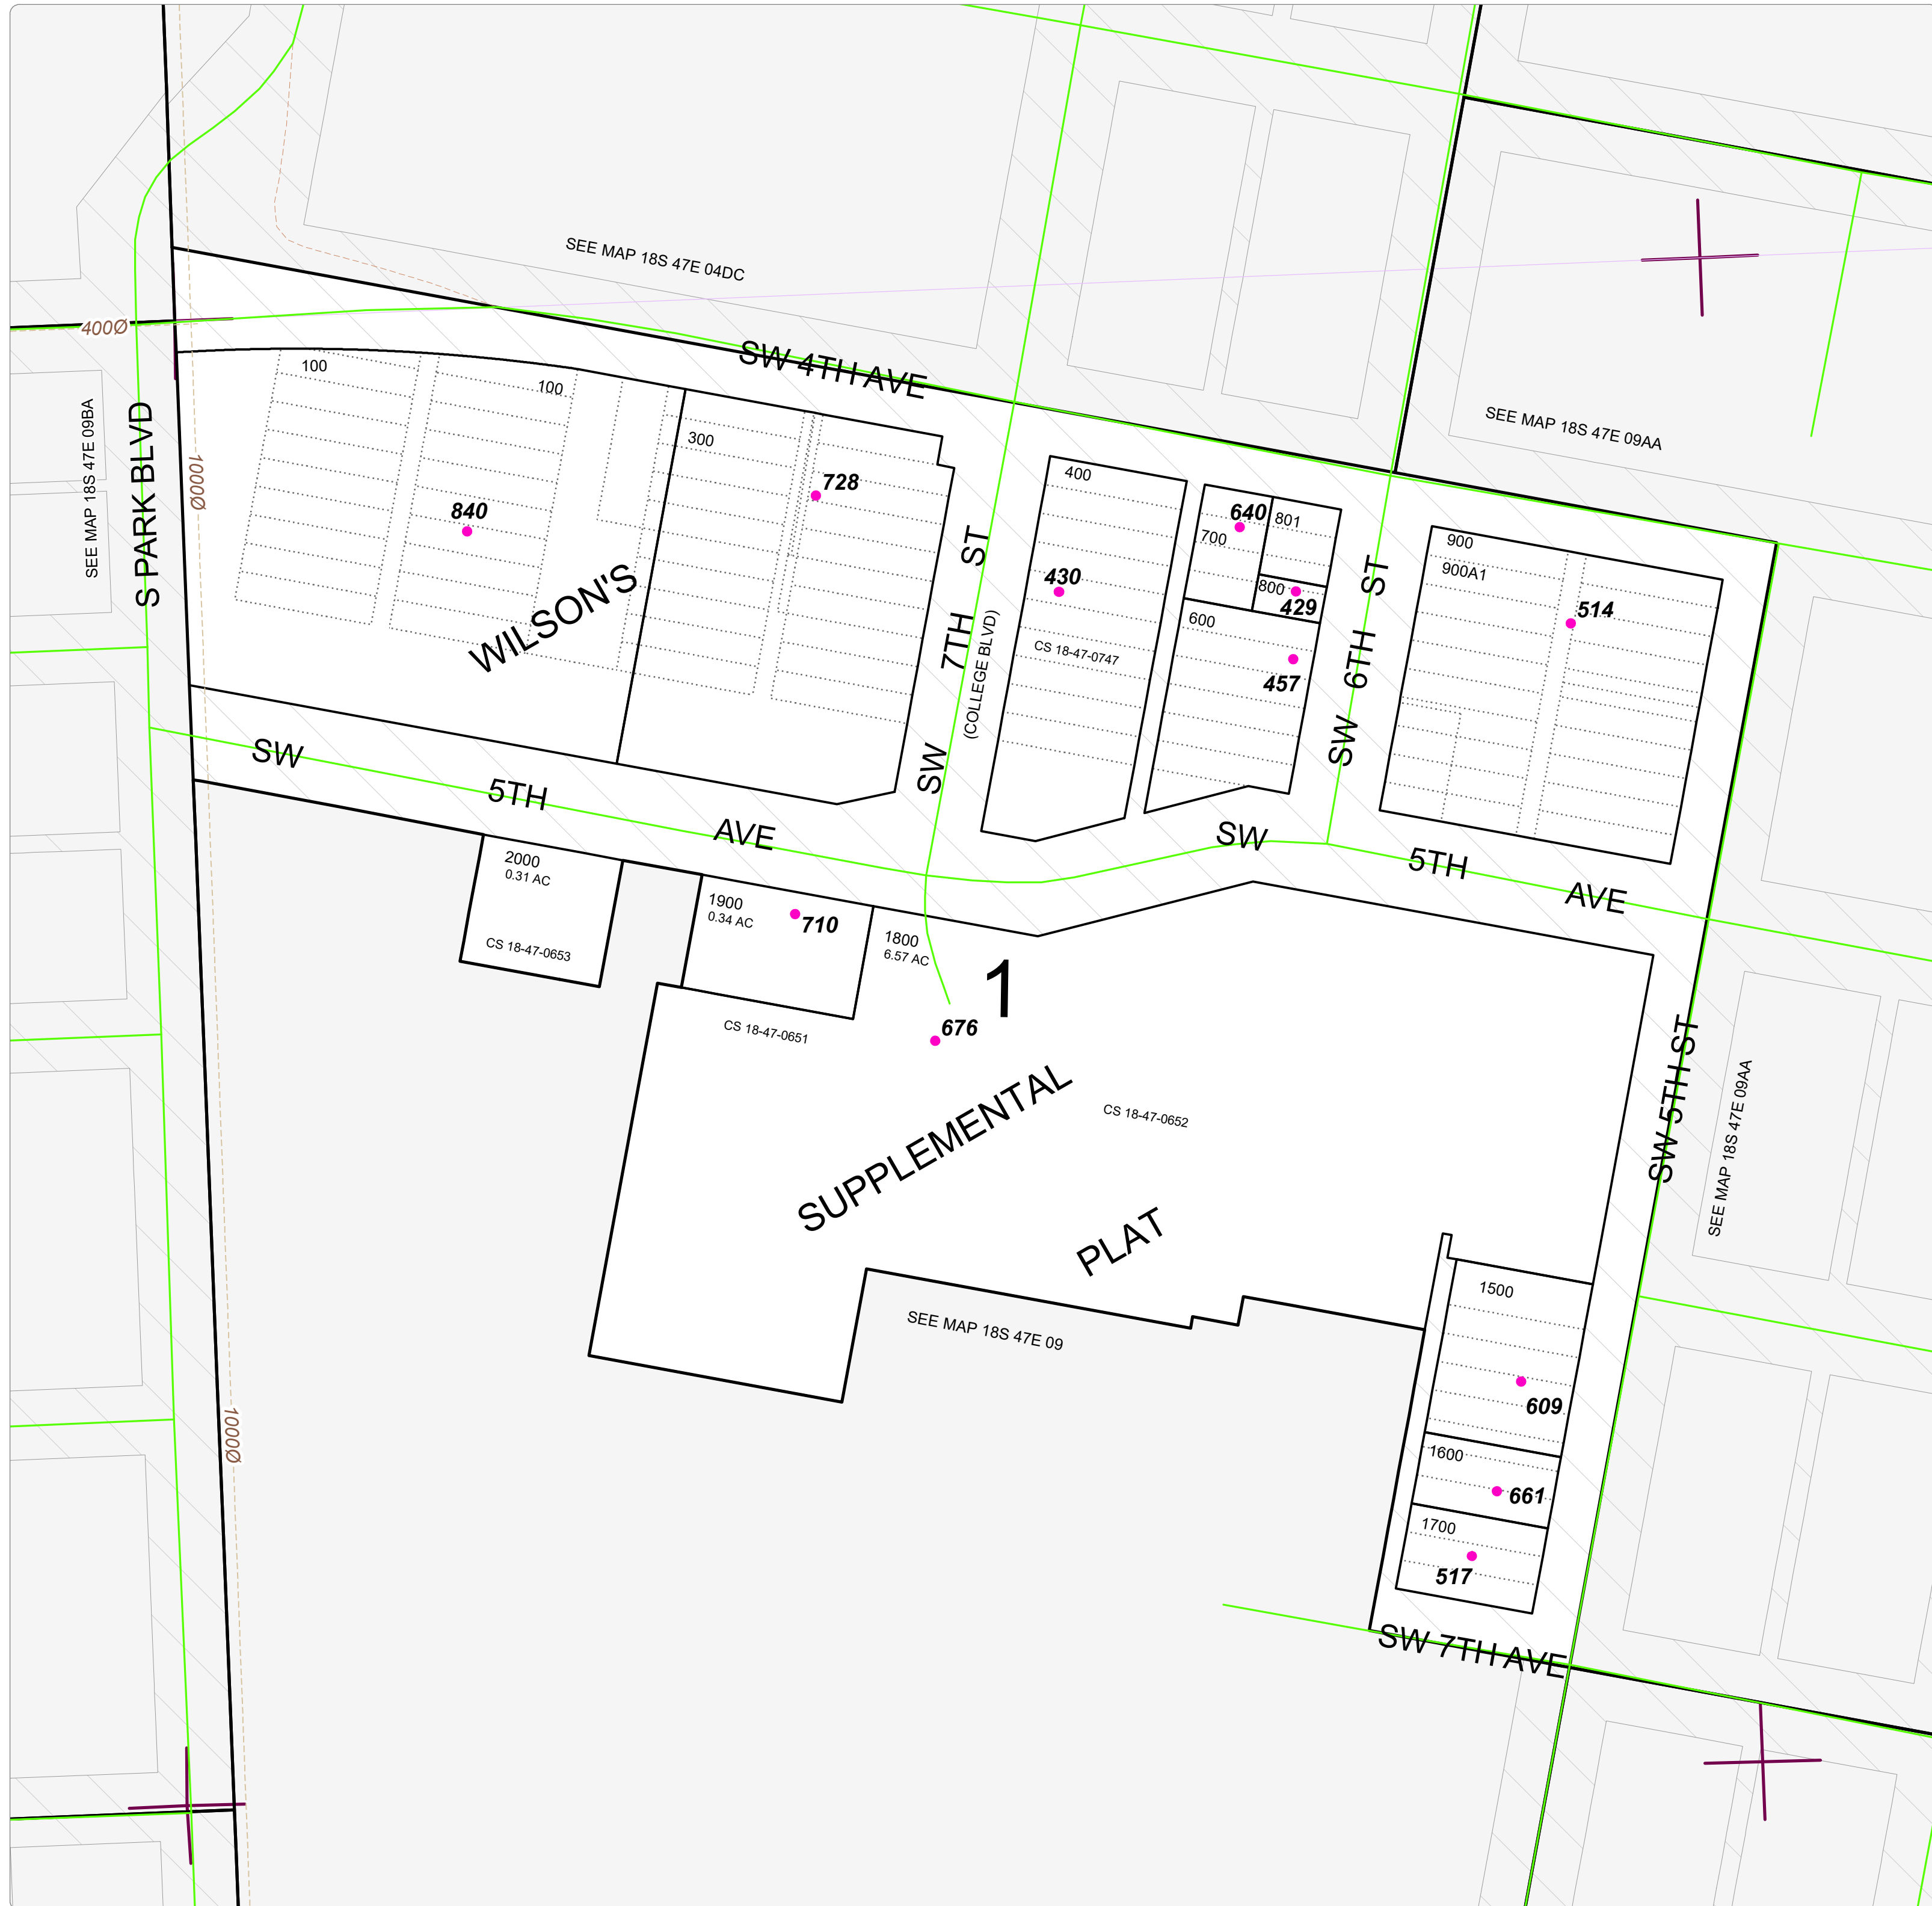 SEE MAP 18S 47E 04DC
400Ø
SW 4TH AVE
SEE MAP 18S 47E 09BA
S PARK BLVD
1000Ø
100
100
300
728
840
WILSON'S
SW 7TH ST
(COLLEGE BLVD)
400
430
CS 18-47-0747
640
801
700
800
429
600
457
SW 6TH ST
SEE MAP 18S 47E 09AA
900
900A1
514
SW 5TH AVE
SW 5TH AVE
2000
0.31 AC
CS 18-47-0653
1900
0.34 AC
710
1800
6.57 AC
1
676
CS 18-47-0651
SUPPLEMENTAL
PLAT
CS 18-47-0652
SW 5TH ST
SEE MAP 18S 47E 09AA
SEE MAP 18S 47E 09
1500
609
1600
661
1700
517
SW 7TH AVE
1000Ø